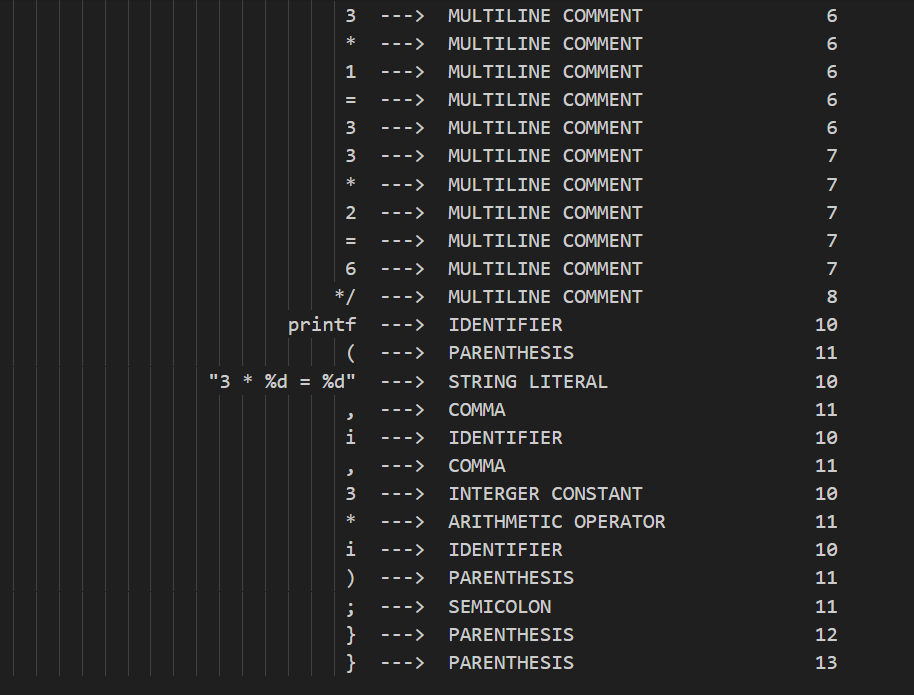 3 ---> MULTILINE COMMENT 6
* ---> MULTILINE COMMENT 6
1 ---> MULTILINE COMMENT 6
= ---> MULTILINE COMMENT 6
3 ---> MULTILINE COMMENT 6
3 ---> MULTILINE COMMENT 7
* ---> MULTILINE COMMENT 7
2 ---> MULTILINE COMMENT 7
= ---> MULTILINE COMMENT 7
6 ---> MULTILINE COMMENT 7
*/ ---> MULTILINE COMMENT 8
printf ---> IDENTIFIER 10
( ---> PARENTHESIS 11
"3 * %d = %d" ---> STRING LITERAL 10
, ---> COMMA 11
i ---> IDENTIFIER 10
, ---> COMMA 11
3 ---> INTERGER CONSTANT 10
* ---> ARITHMETIC OPERATOR 11
i ---> IDENTIFIER 10
) ---> PARENTHESIS 11
; ---> SEMICOLON 11
} ---> PARENTHESIS 12
} ---> PARENTHESIS 13